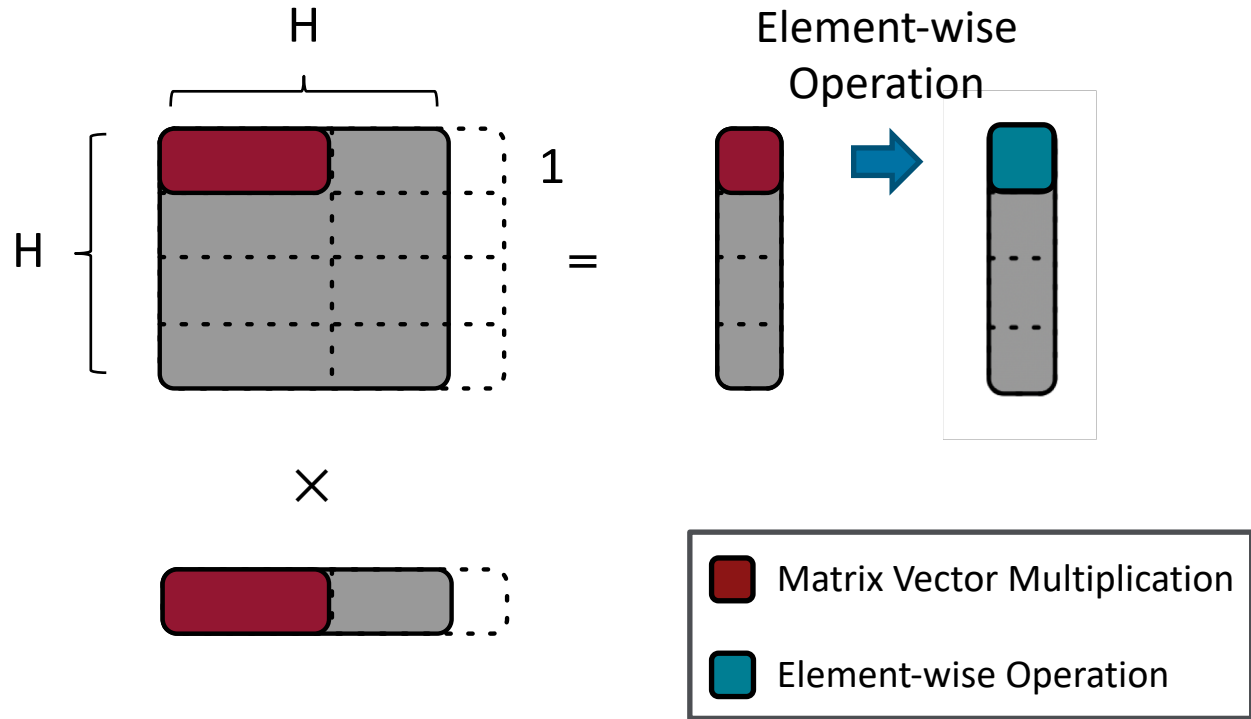 H
Element-wise
Operation
H
1
=
×
Matrix Vector Multiplication
Element-wise Operation